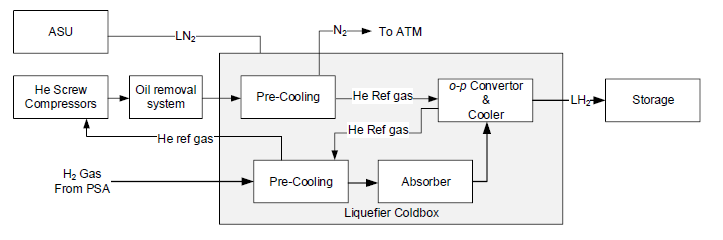 ASU
LN2
N2
To ATM
He Screw
Compressors
Oil removal
system
Pre-Cooling
He Ref gas
o-p Convertor
&
Cooler
LH2
Storage
He Ref gas
He ref gas
H2 Gas
From PSA
Pre-Cooling
Absorber
Liquefier Coldbox